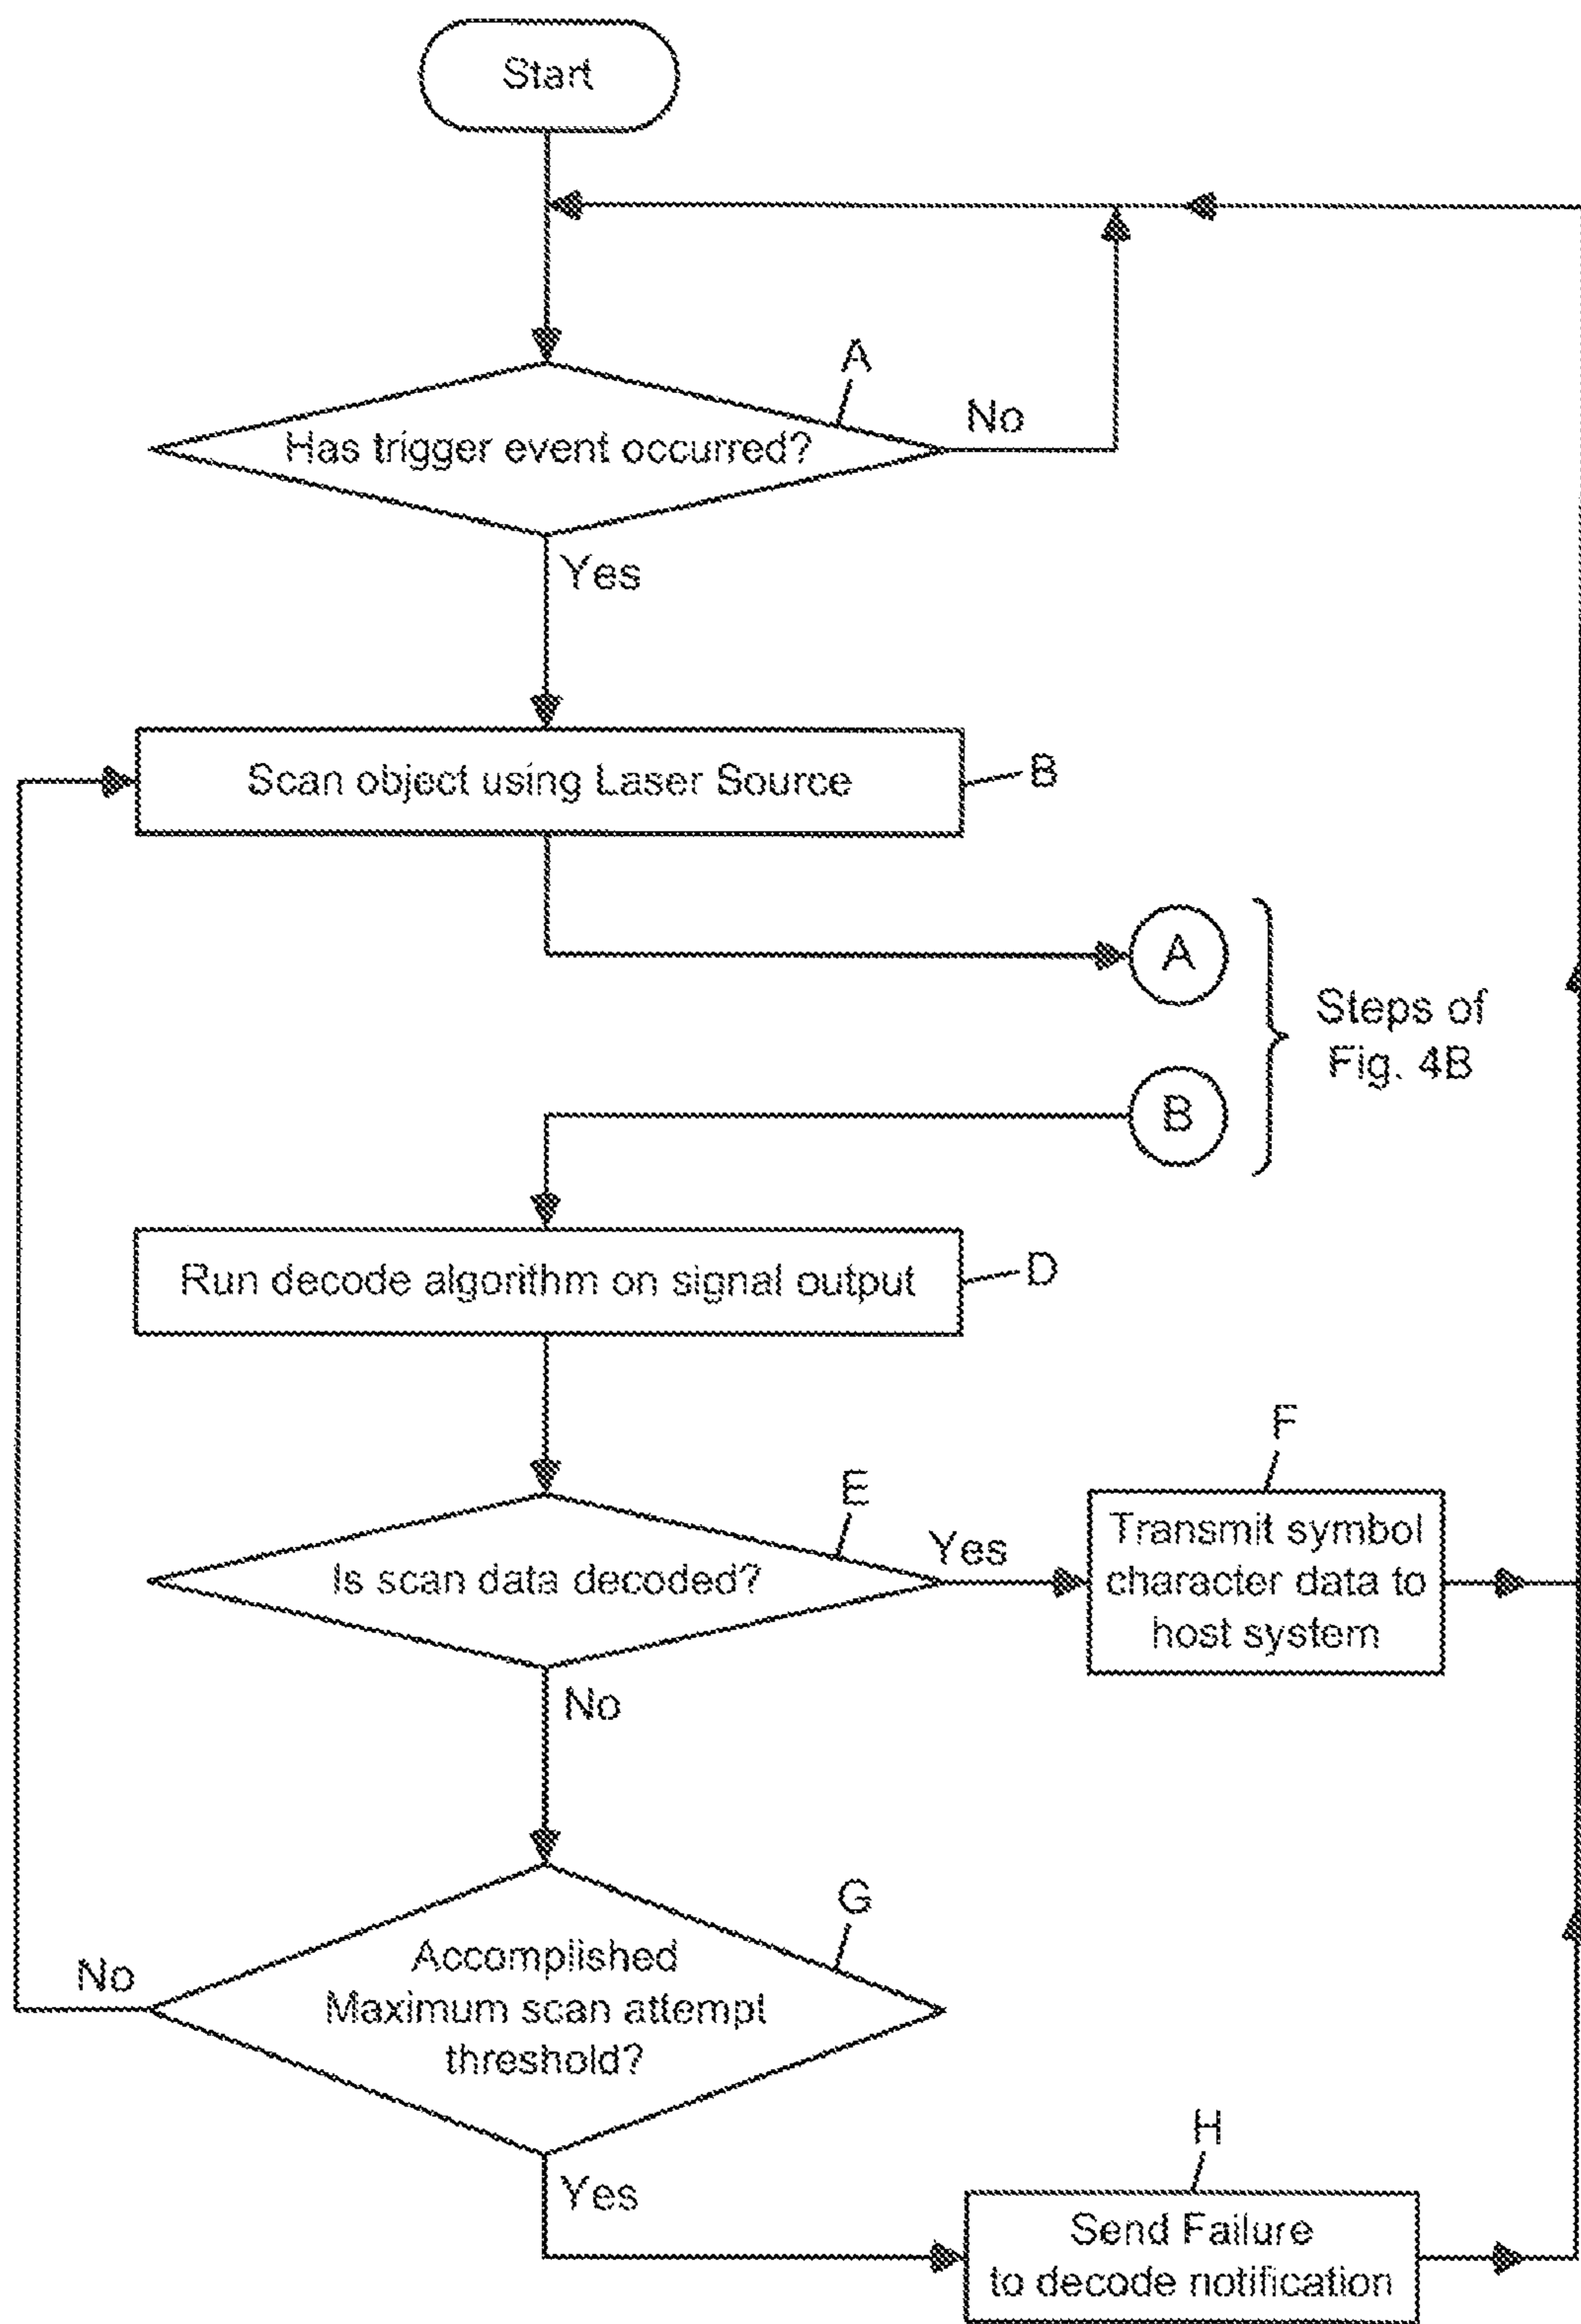 Start
A
Has trigger event occurred?
No
Yes
Scan object using Laser Source
B
A
Steps of
Fig. 4B
B
Run decode algorithm on signal output
D
E
Is scan data decoded?
Yes
F
Transmit symbol
character data to
host system
No
G
Accomplished
Maximum scan attempt
threshold?
No
Yes
H
Send Failure
to decode notification